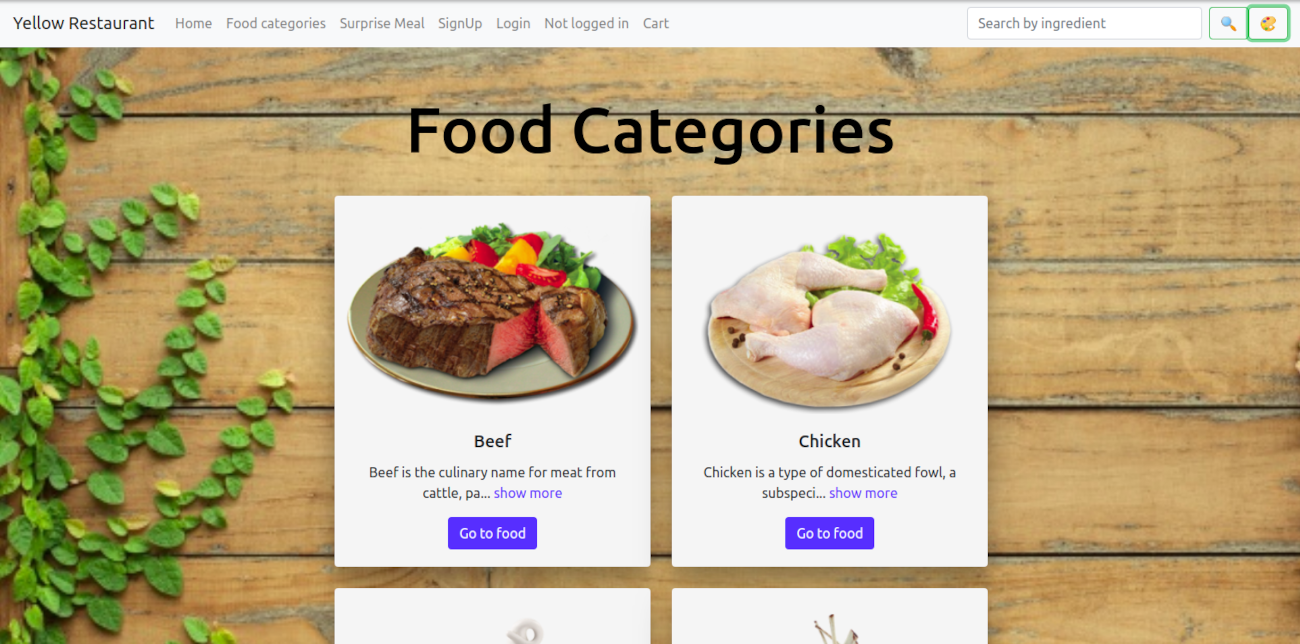 Yellow Restaurant Home Food categories Surprise Meal SignUp Login Not logged in Cart Search by ingredient
Food Categories
Beef
Beef is the culinary name for meat from
cattle, pa... show more
Go to food
Chicken
Chicken is a type of domesticated fowl, a
subspeci... show more
Go to food